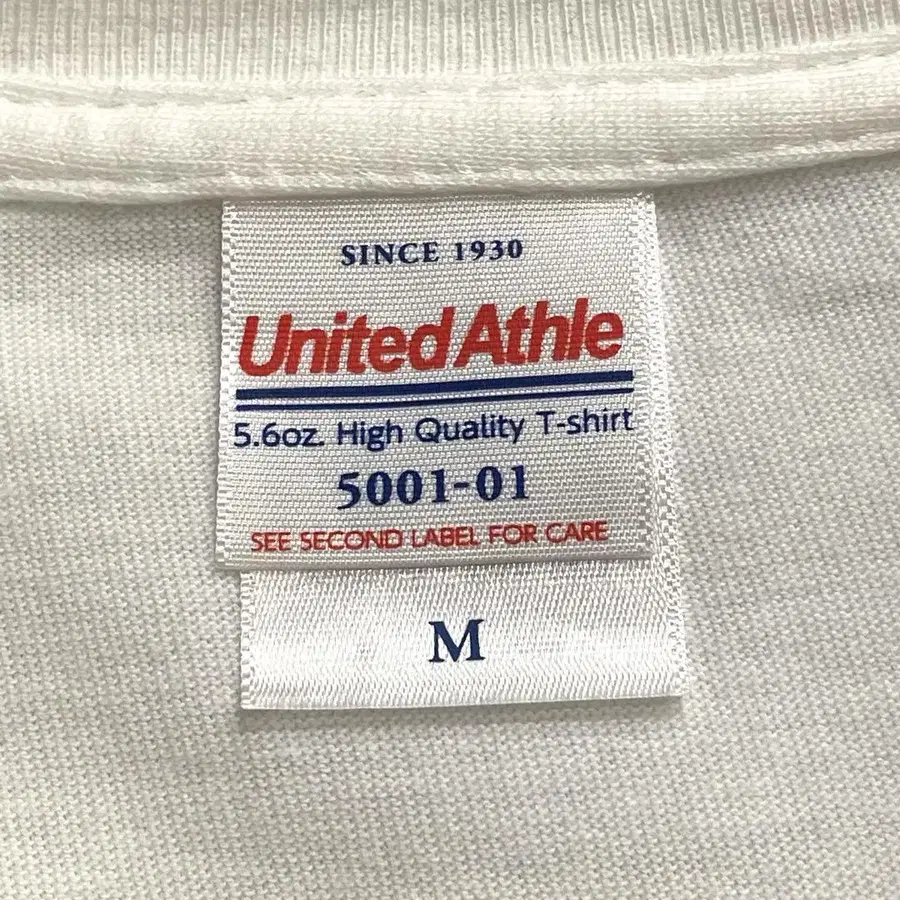 SINCE 1930
United Athle
5.6oz. High Quality T-shirt
5001-01
SEE SECOND LABEL FOR CARE
M